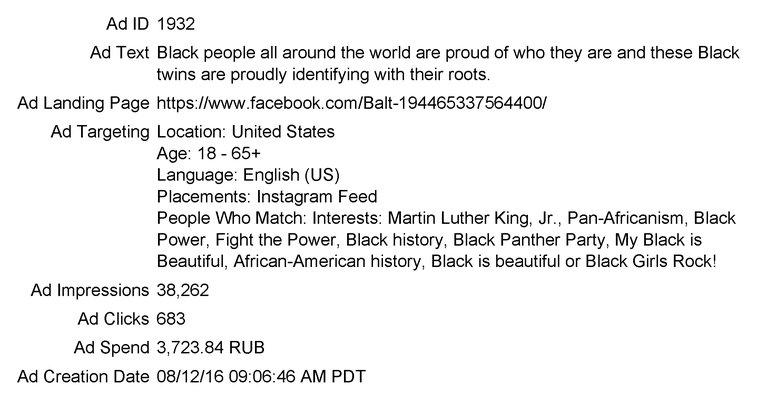 Ad ID 1932
Ad Text Black people all around the world are proud of who they are and these Black
twins are proudly identifying with their roots.
Ad Landing Page https://www.facebook.com/Balt-194465337564400/
Ad Targeting Location: United States
Age: 18 - 65+
Language: English (US)
Placements: Instagram Feed
People Who Match: Interests: Martin Luther King, Jr., Pan-Africanism, Black
Power, Fight the Power, Black history, Black Panther Party, My Black is
Beautiful, African-American history, Black is beautiful or Black Girls Rock!
Ad Impressions 38,262
Ad Clicks 683
Ad Spend 3,723.84 RUB
Ad Creation Date 08/12/16 09:06:46 AM PDT